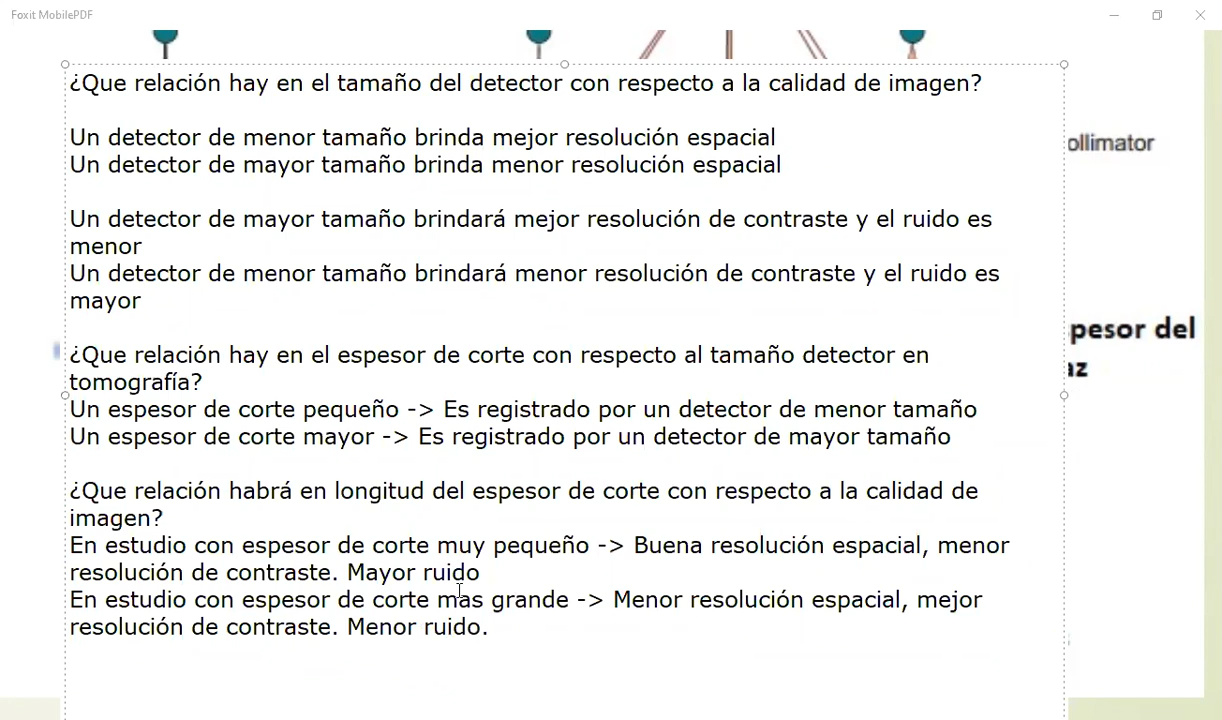 Foxit MobilePDF
¿Que relación hay en el tamaño del detector con respecto a la calidad de imagen?
Un detector de menor tamaño brinda mejor resolución espacial
Un detector de mayor tamaño brinda menor resolución espacial
Un detector de mayor tamaño brindará mejor resolución de contraste y el ruido es
menor
Un detector de menor tamaño brindará menor resolución de contraste y el ruido es
mayor
¿Que relación hay en el espesor de corte con respecto al tamaño detector en
tomografía?
Un espesor de corte pequeño -> Es registrado por un detector de menor tamaño
Un espesor de corte mayor -> Es registrado por un detector de mayor tamaño
¿Que relación habrá en longitud del espesor de corte con respecto a la calidad de
imagen?
En estudio con espesor de corte muy pequeño -> Buena resolución espacial, menor
resolución de contraste. Mayor ruido
En estudio con espesor de corte mas grande -> Menor resolución espacial, mejor
resolución de contraste. Menor ruido.
ollimator
pesor del
az